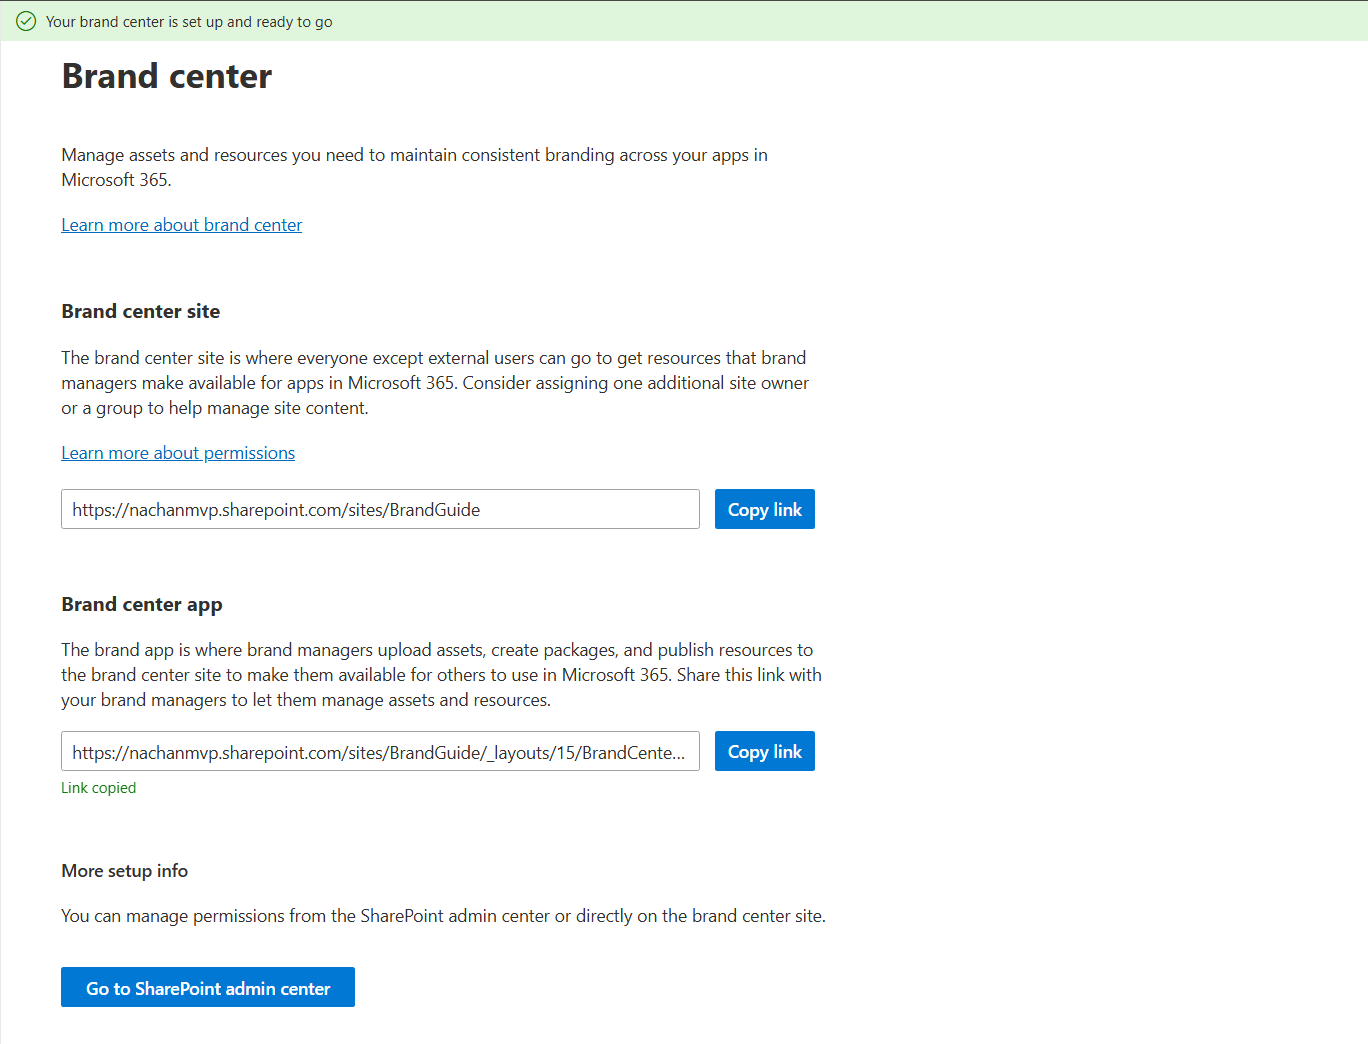 Your brand center is set up and ready to go
Brand center
Manage assets and resources you need to maintain consistent branding across your apps in
Microsoft 365.
Learn more about brand center
Brand center site
The brand center site is where everyone except external users can go to get resources that brand
managers make available for apps in Microsoft 365. Consider assigning one additional site owner
or a group to help manage site content.
Learn more about permissions
https://nachanmvp.sharepoint.com/sites/BrandGuide
Copy link
Brand center app
The brand app is where brand managers upload assets, create packages, and publish resources to
the brand center site to make them available for others to use in Microsoft 365. Share this link with
your brand managers to let them manage assets and resources.
https://nachanmvp.sharepoint.com/sites/BrandGuide/_layouts/15/BrandCente...
Copy link
Link copied
More setup info
You can manage permissions from the SharePoint admin center or directly on the brand center site.
Go to SharePoint admin center